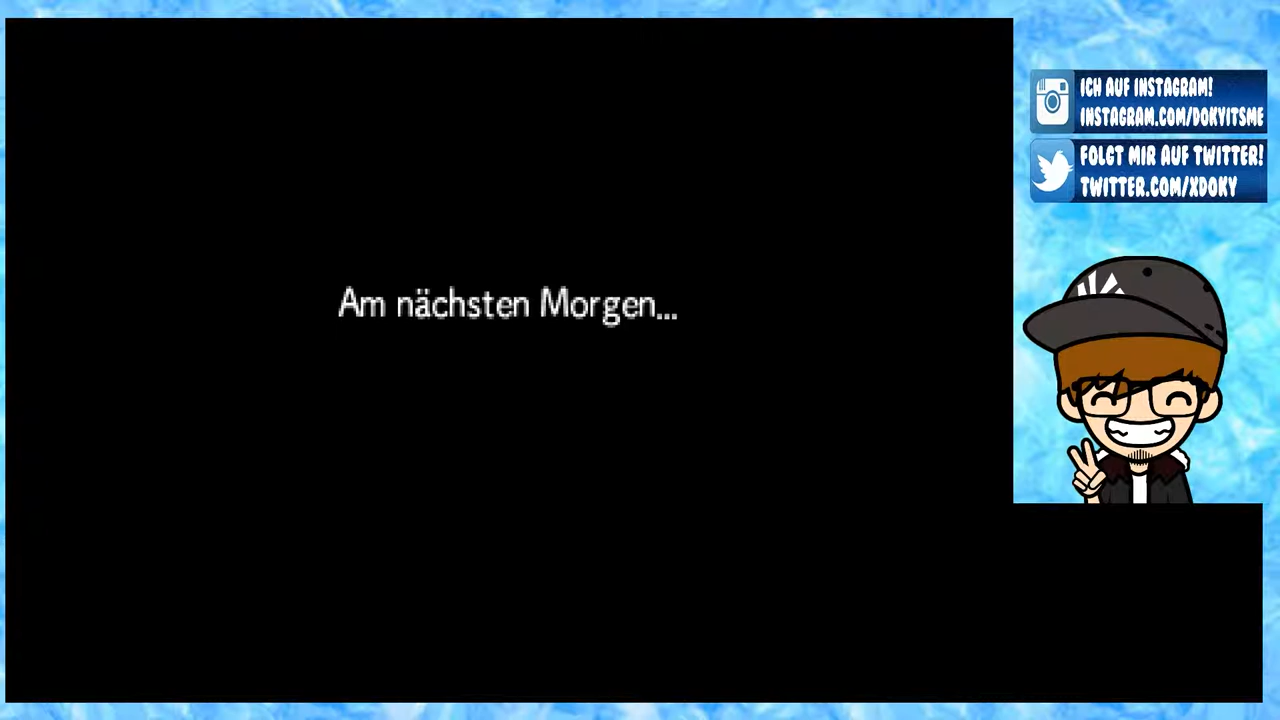 Am nächsten Morgen...
ICH AUF INSTAGRAM!
INSTAGRAM.COM/DOKYITSME
FOLGT MIR AUF TWITTER!
TWITTER.COM/XDOKY